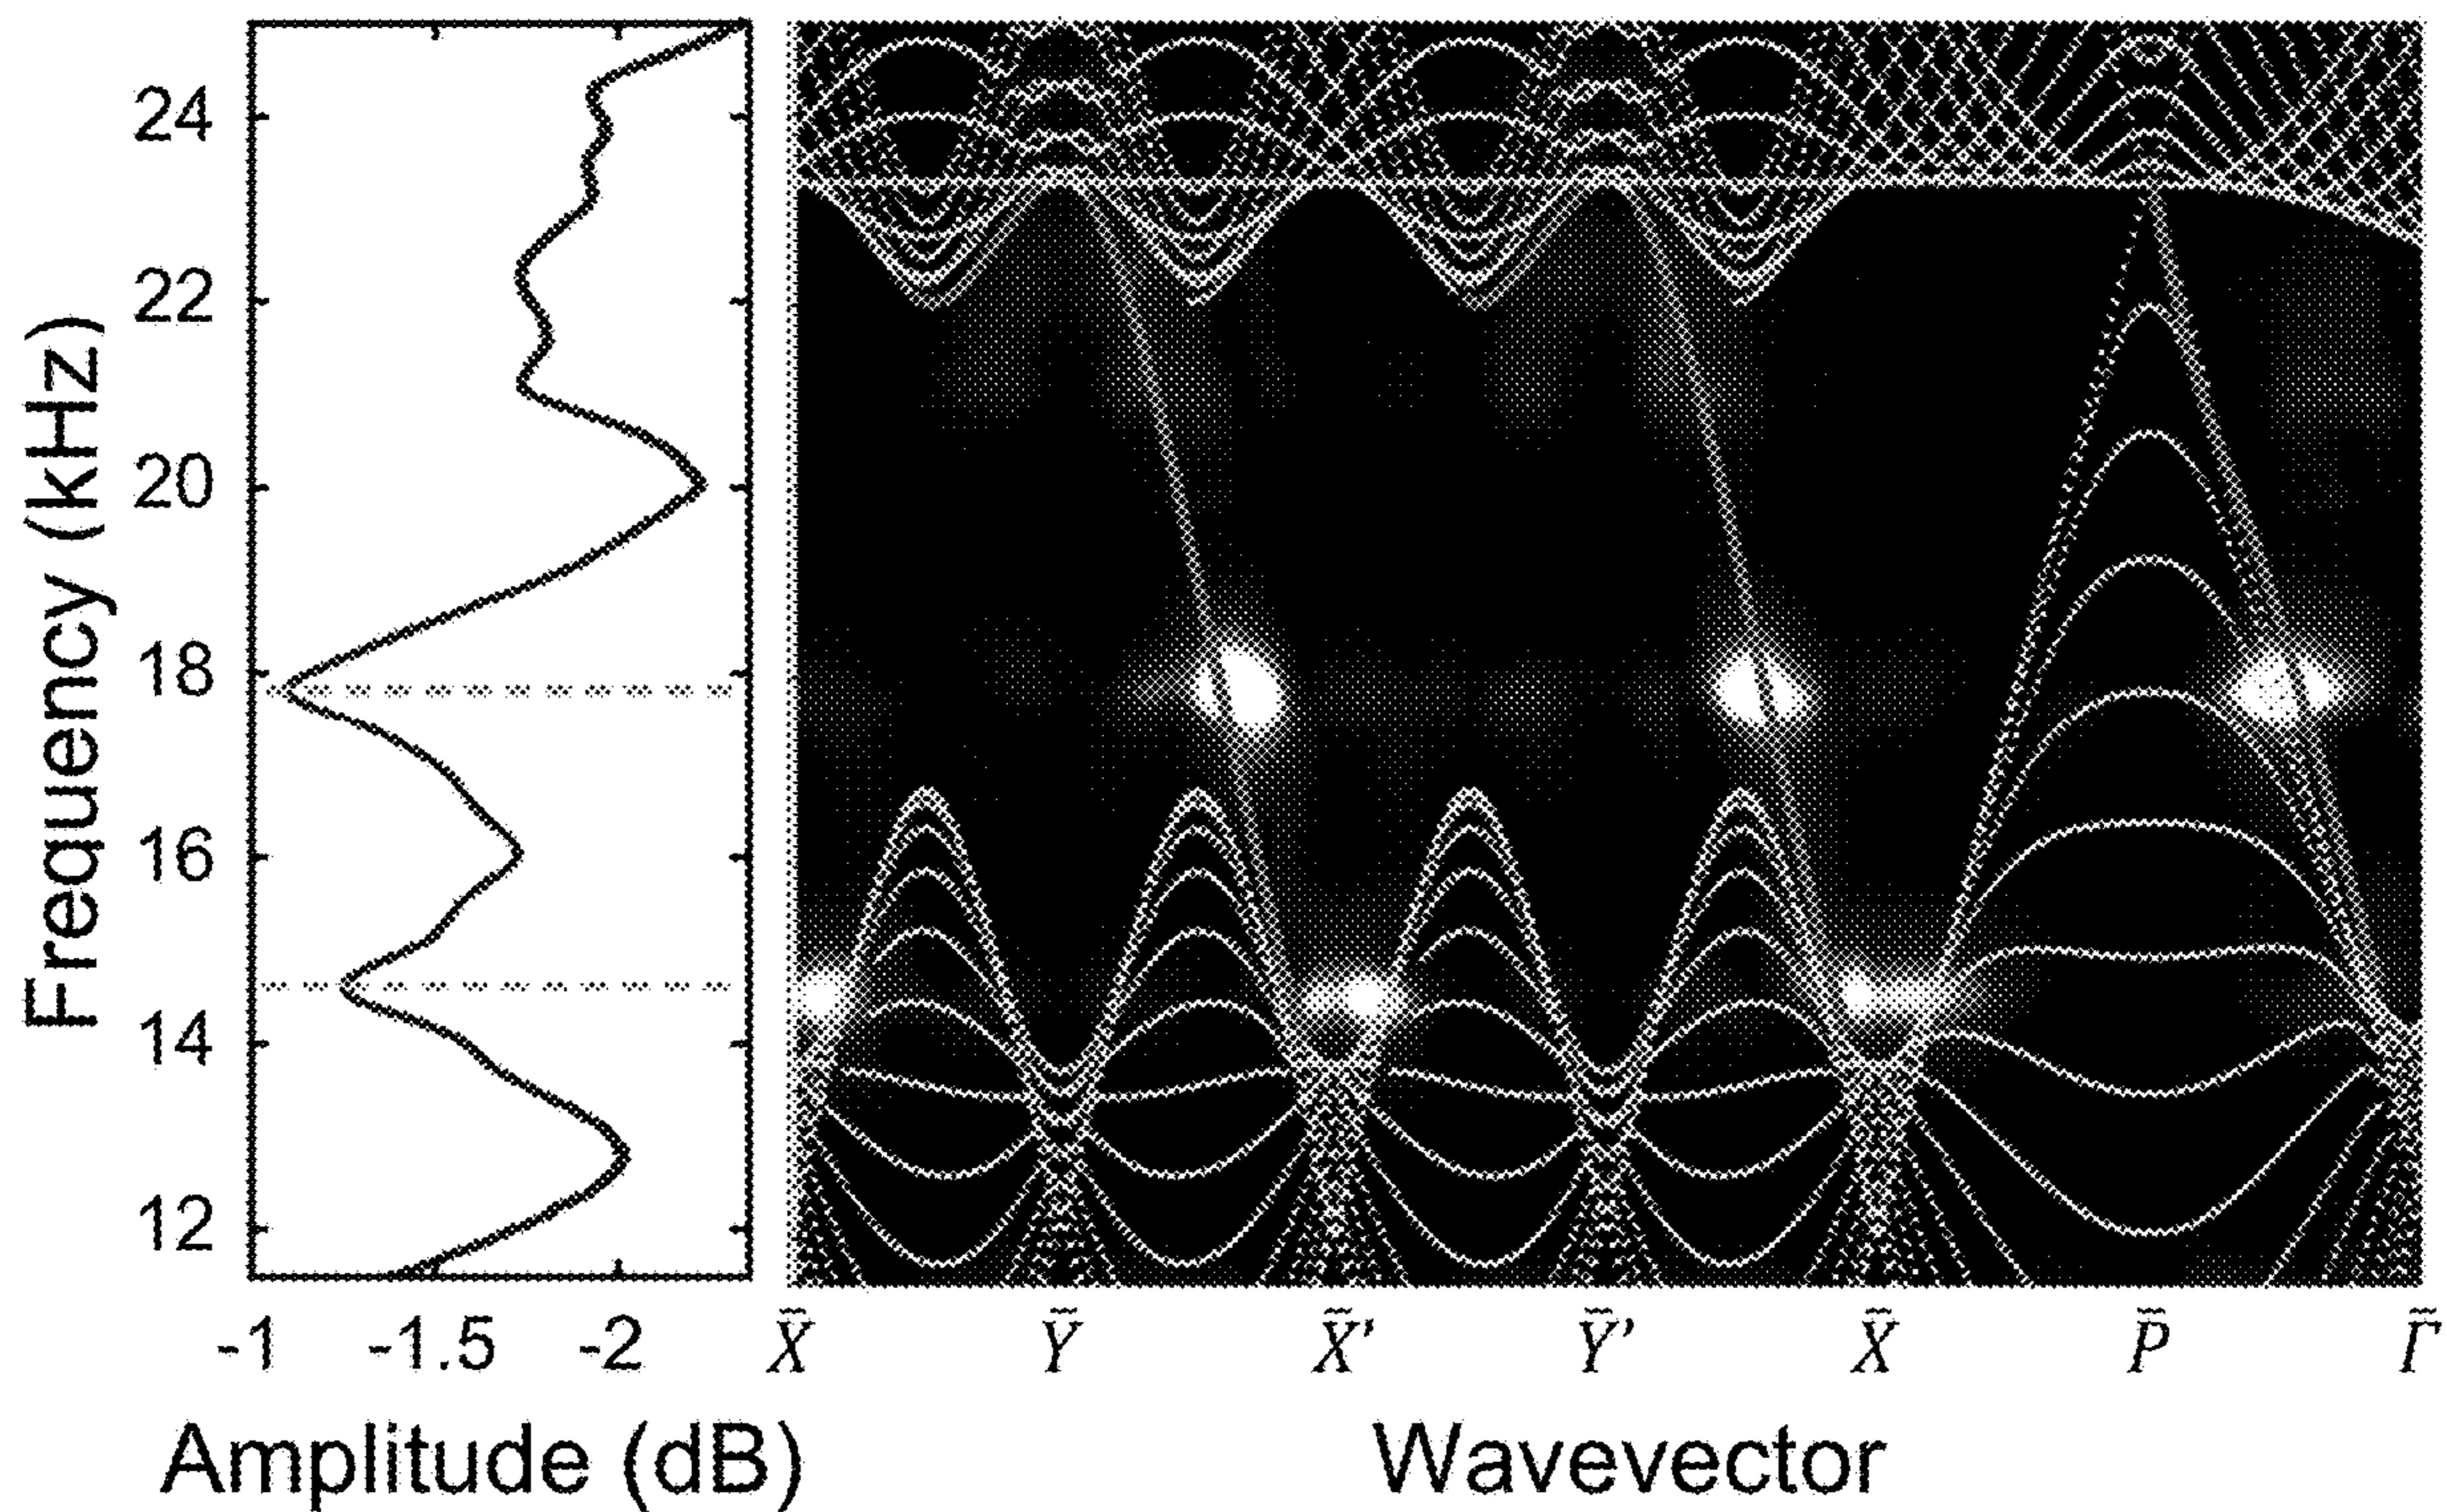 Frequency (kHz)
24
22
20
18
16
14
12
-1 -1.5 -2
X̄ Ȳ X̄' Ȳ' X̄ P̄ Γ̄
Amplitude (dB)
Wavevector